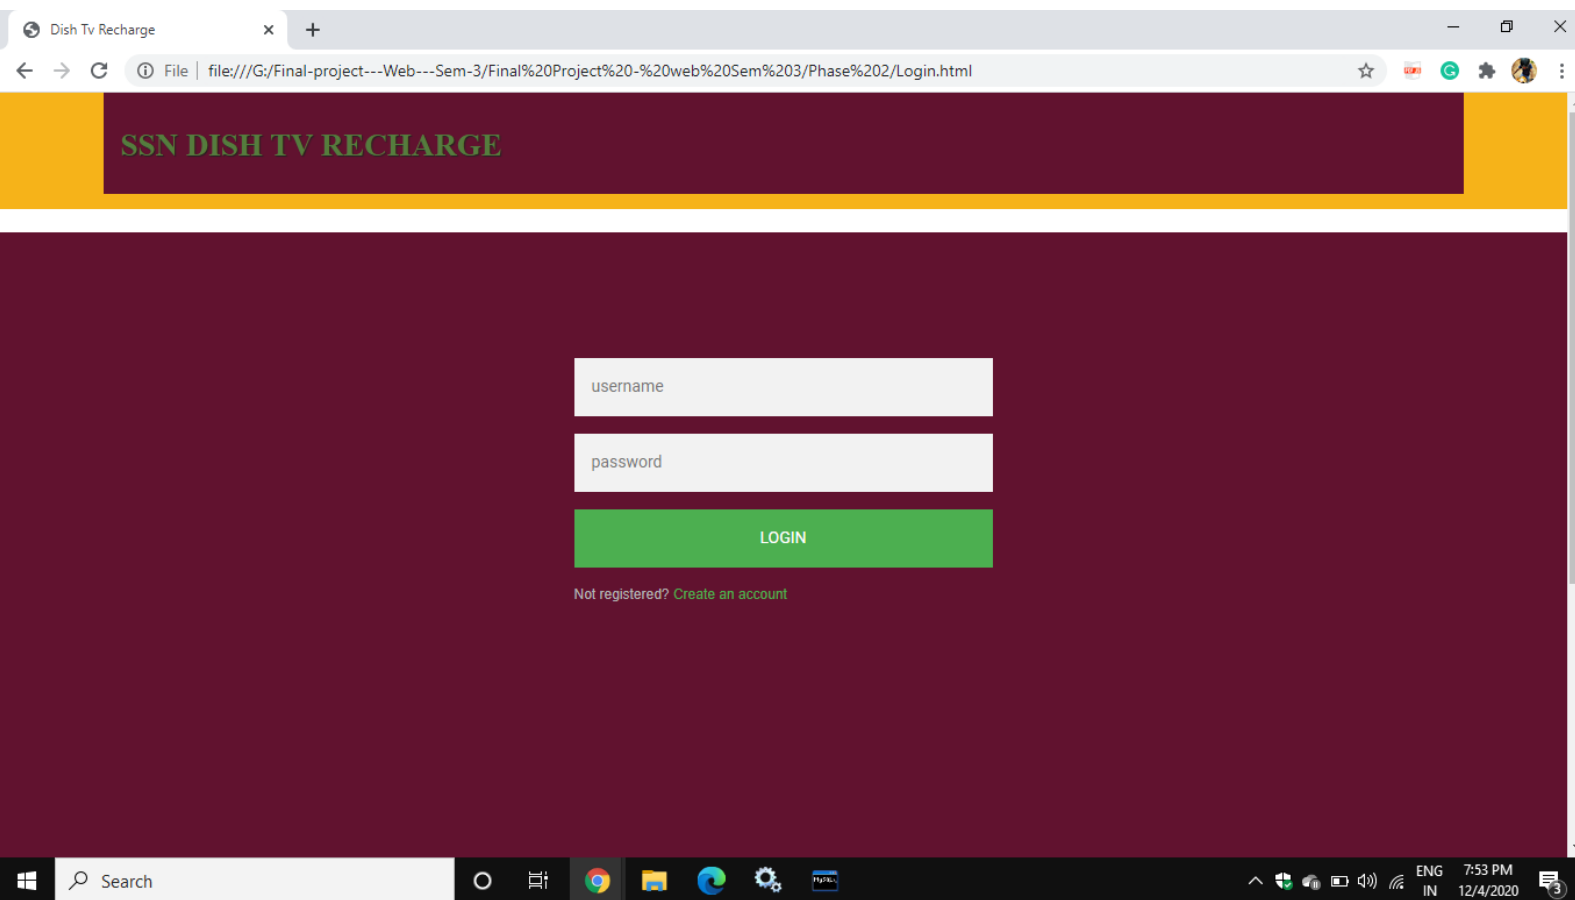 Dish Tv Recharge
File
file:///G:/Final-project---Web---Sem-3/Final%20Project%20-%20web%20Sem%203/Phase%202/Login.html
SSN DISH TV RECHARGE
username
password
LOGIN
Not registered? Create an account
Search
ENG
IN
7:53 PM
12/4/2020
3